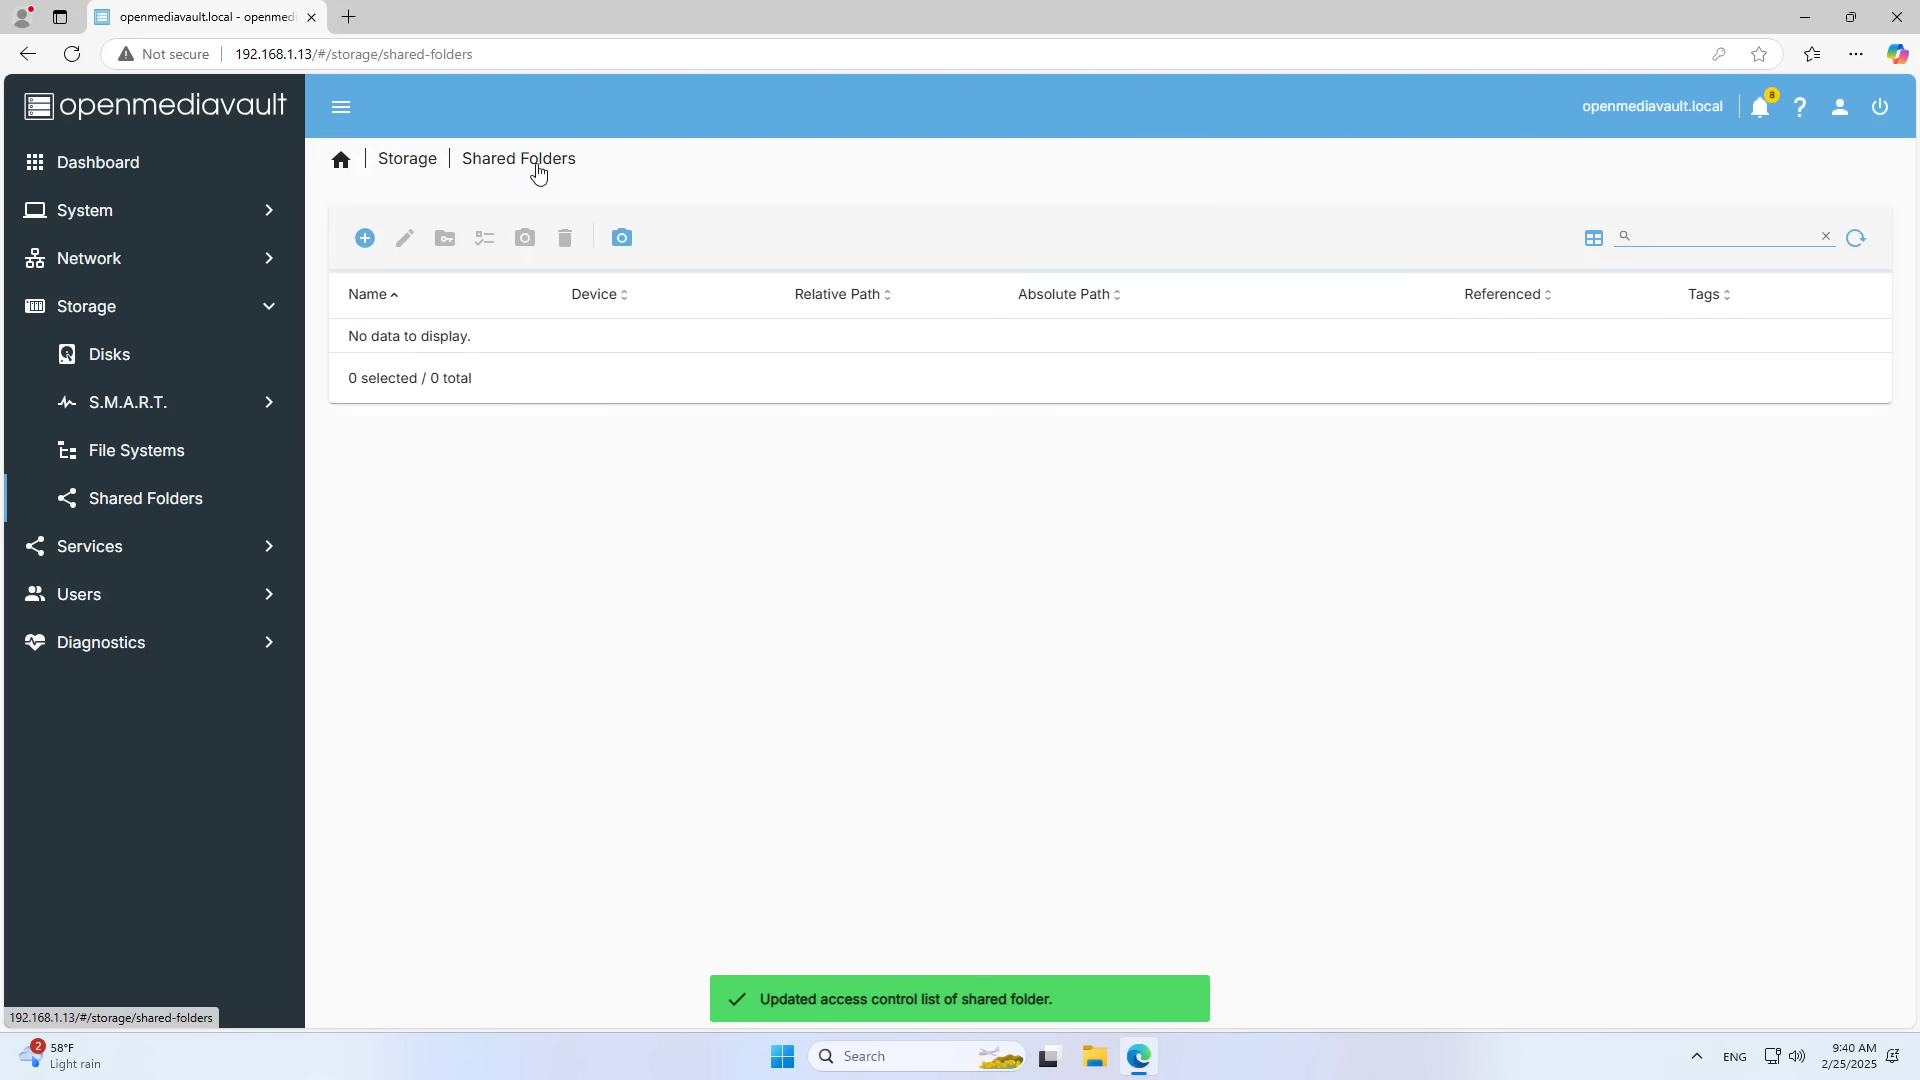 openmediavault.local - openmed
Not secure
192.168.1.13/#/storage/shared-folders
openmediavault
openmediavault.local
8
Dashboard
System
Network
Storage
Disks
S.M.A.R.T.
File Systems
Shared Folders
Services
Users
Diagnostics
Storage
Shared Folders
Name
Device
Relative Path
Absolute Path
Referenced
Tags
No data to display.
0 selected / 0 total
Updated access control list of shared folder.
192.168.1.13/#/storage/shared-folders
2
58°F
Light rain
Search
ENG
9:40 AM
2/25/2025